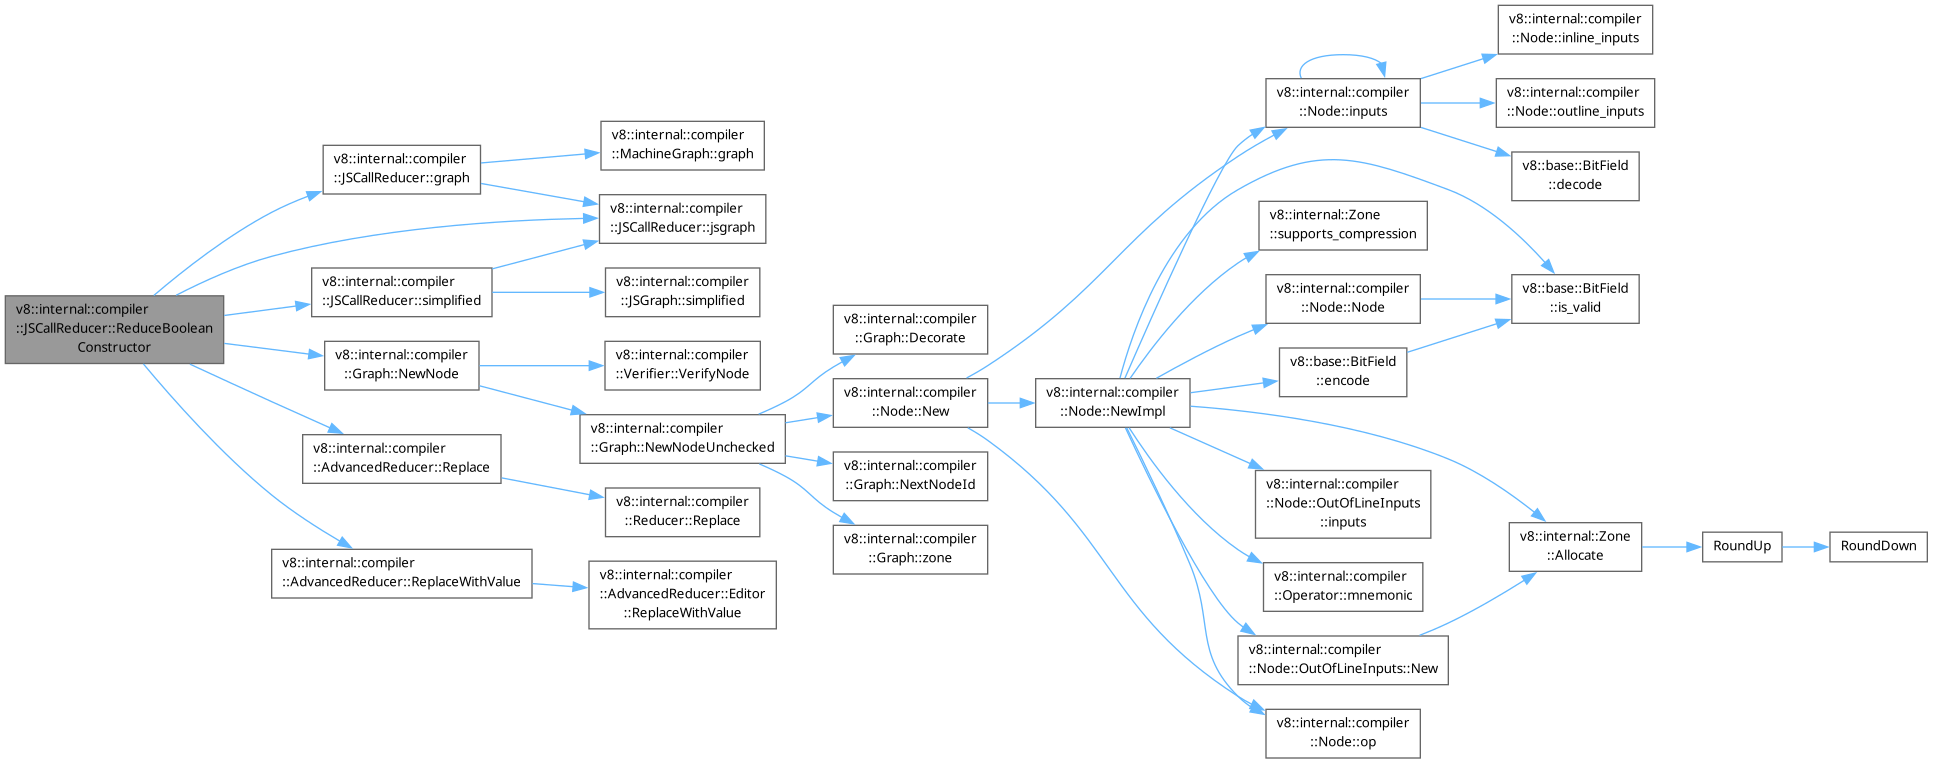 v8::internal::compiler
::JSCallReducer::ReduceBoolean
Constructor
v8::internal::compiler
::JSCallReducer::graph
v8::internal::compiler
::MachineGraph::graph
v8::internal::compiler
::JSCallReducer::jsgraph
v8::internal::compiler
::JSCallReducer::simplified
v8::internal::compiler
::JSGraph::simplified
v8::internal::compiler
::Graph::NewNode
v8::internal::compiler
::Verifier::VerifyNode
v8::internal::compiler
::Graph::NewNodeUnchecked
v8::internal::compiler
::Graph::Decorate
v8::internal::compiler
::Node::New
v8::internal::compiler
::Graph::NextNodeId
v8::internal::compiler
::Graph::zone
v8::internal::compiler
::Node::NewImpl
v8::internal::compiler
::Node::inputs
v8::internal::compiler
::Node::inline_inputs
v8::internal::compiler
::Node::outline_inputs
v8::base::BitField
::decode
v8::internal::Zone
::supports_compression
v8::internal::compiler
::Node::Node
v8::base::BitField
::is_valid
v8::base::BitField
::encode
v8::internal::compiler
::Node::OutOfLineInputs
::inputs
v8::internal::compiler
::Operator::mnemonic
v8::internal::compiler
::Node::OutOfLineInputs::New
v8::internal::compiler
::Node::op
v8::internal::Zone
::Allocate
RoundUp
RoundDown
v8::internal::compiler
::AdvancedReducer::Replace
v8::internal::compiler
::Reducer::Replace
v8::internal::compiler
::AdvancedReducer::ReplaceWithValue
v8::internal::compiler
::AdvancedReducer::Editor
::ReplaceWithValue